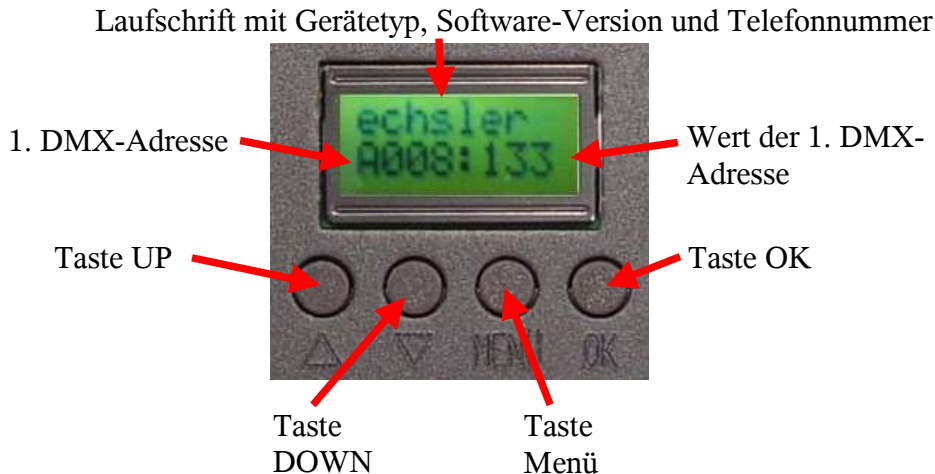 Laufschrift mit Gerätetyp, Software-Version und Telefonnummer
echsler
1. DMX-Adresse
A008:133
Wert der 1. DMX-
Adresse
Taste UP
Taste OK
MENÜ
OK
Taste
DOWN
Taste
Menü